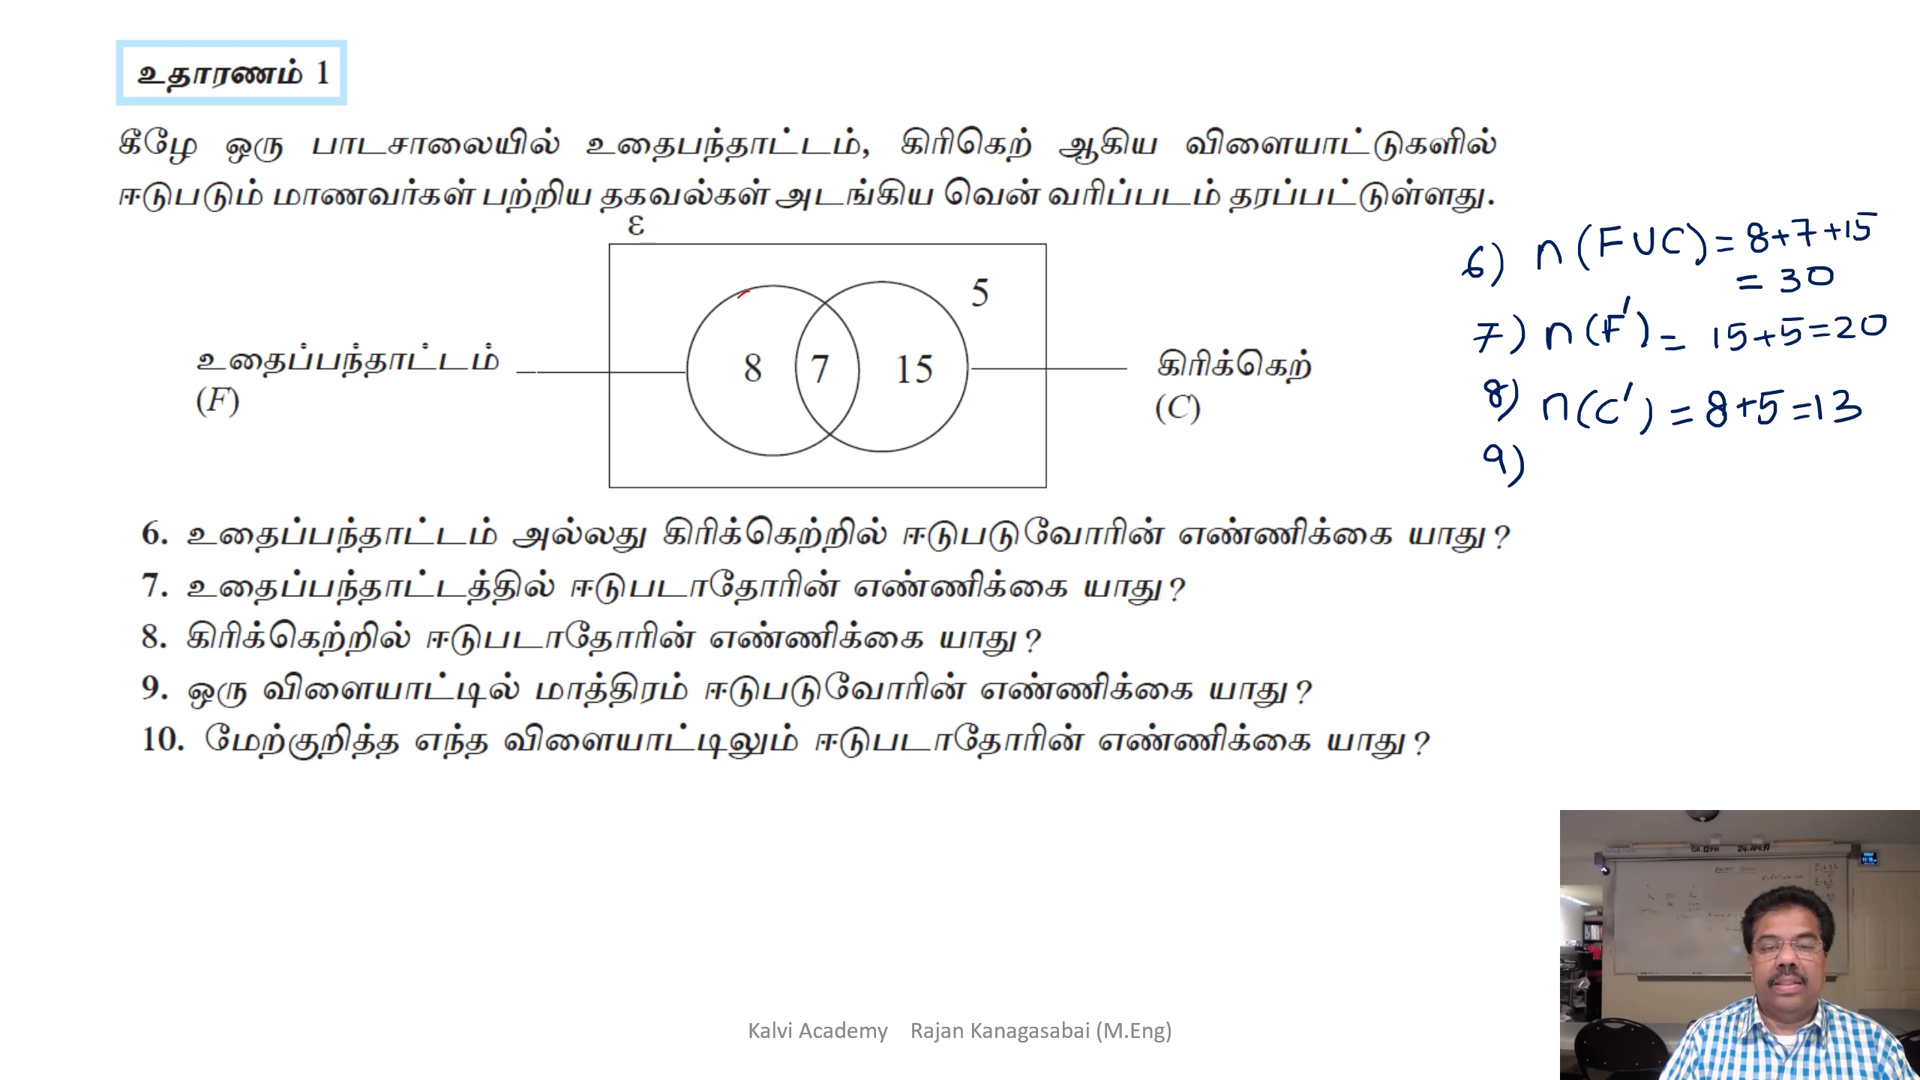 உதாரணம் 1
கீழே ஒரு பாடசாலையில் உதைபந்தாட்டம், கிரிகெற் ஆகிய விளையாட்டுகளில்
ஈடுபடும் மாணவர்கள் பற்றிய தகவல்கள் அடங்கிய வென் வரிப்படம் தரப்பட்டுள்ளது.
ε
5
உதைப்பந்தாட்டம்
(F)
8 7 15
கிரிக்கெற்
(C)
6) n(F∪C) = 8+7+15
= 30
7) n(F') = 15+5=20
8) n(C') = 8+5=13
9)
6. உதைப்பந்தாட்டம் அல்லது கிரிக்கெற்றில் ஈடுபடுவோரின் எண்ணிக்கை யாது?
7. உதைப்பந்தாட்டத்தில் ஈடுபடாதோரின் எண்ணிக்கை யாது?
8. கிரிக்கெற்றில் ஈடுபடாதோரின் எண்ணிக்கை யாது?
9. ஒரு விளையாட்டில் மாத்திரம் ஈடுபடுவோரின் எண்ணிக்கை யாது?
10. மேற்குறித்த எந்த விளையாட்டிலும் ஈடுபடாதோரின் எண்ணிக்கை யாது?
Kalvi Academy Rajan Kanagasabai (M.Eng)